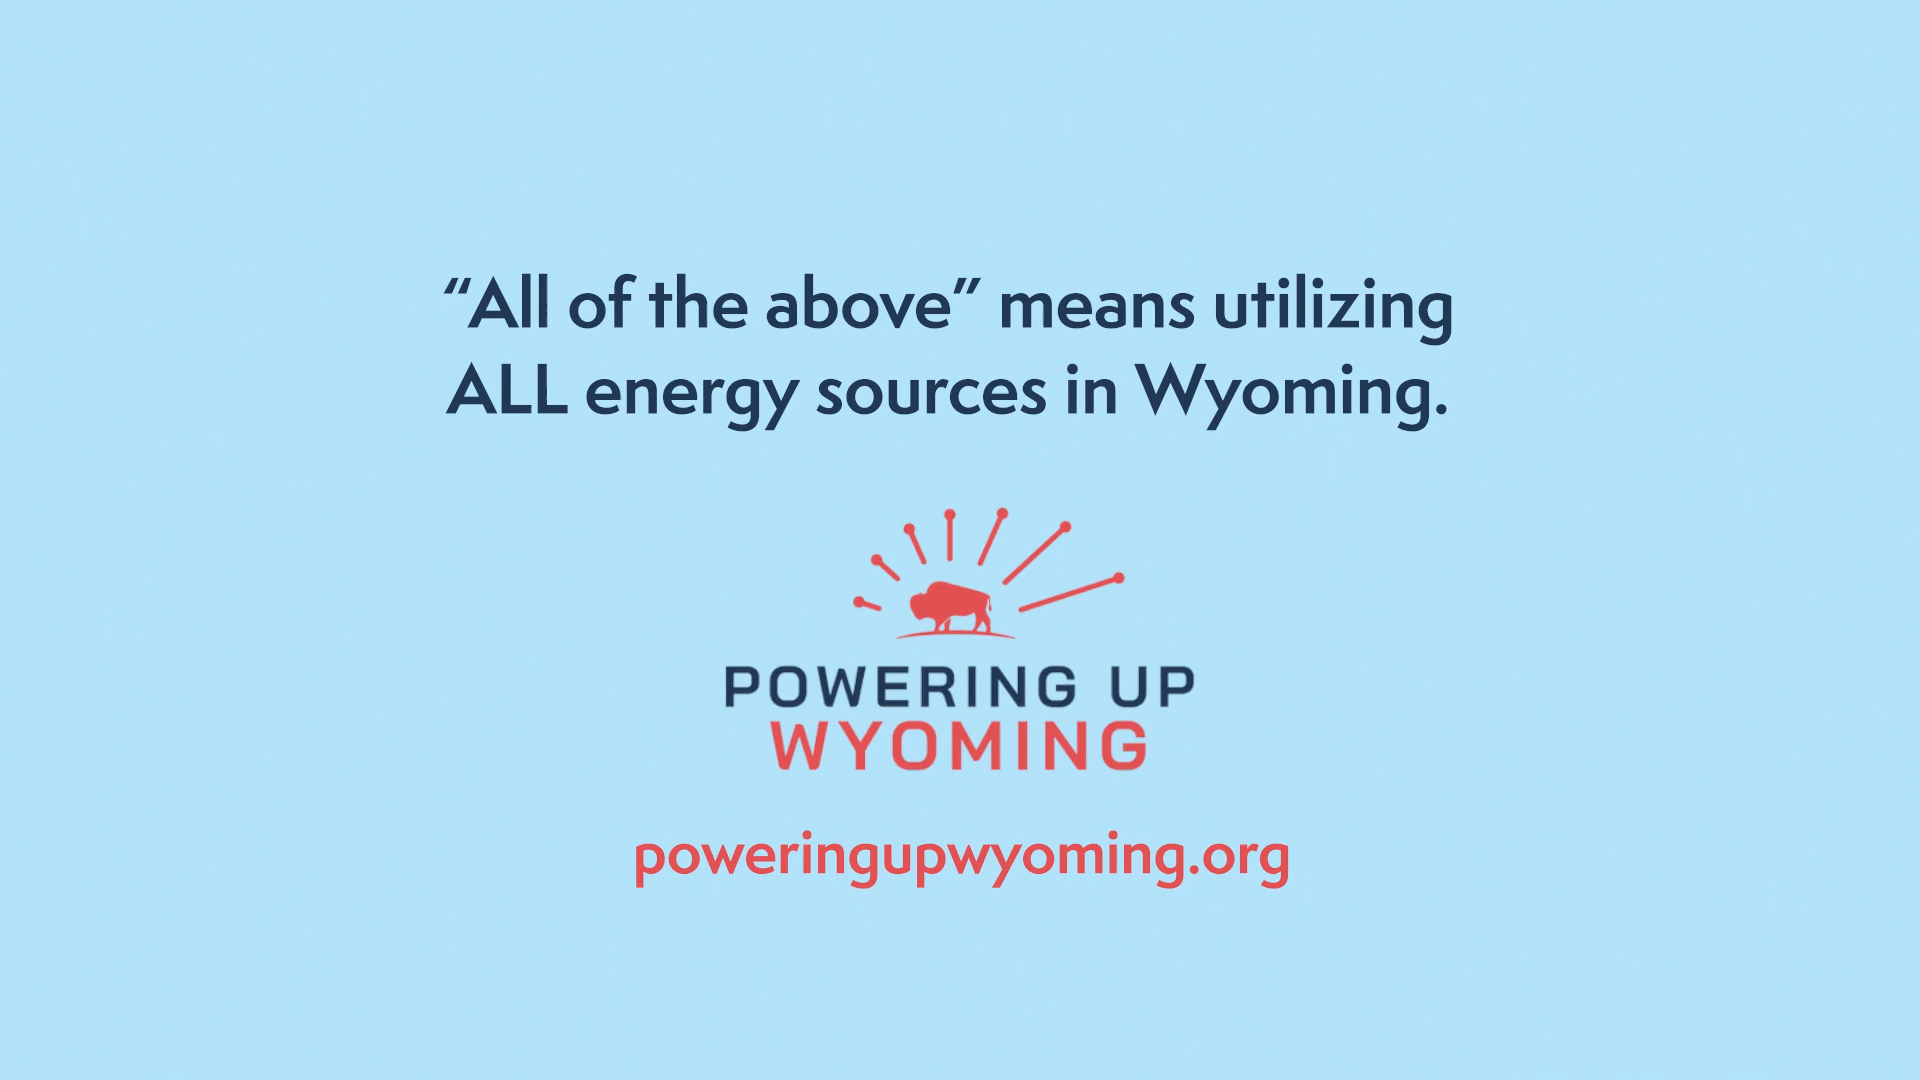 “All of the above” means utilizing
ALL energy sources in Wyoming.
POWERING UP
WYOMING
poweringupwyoming.org